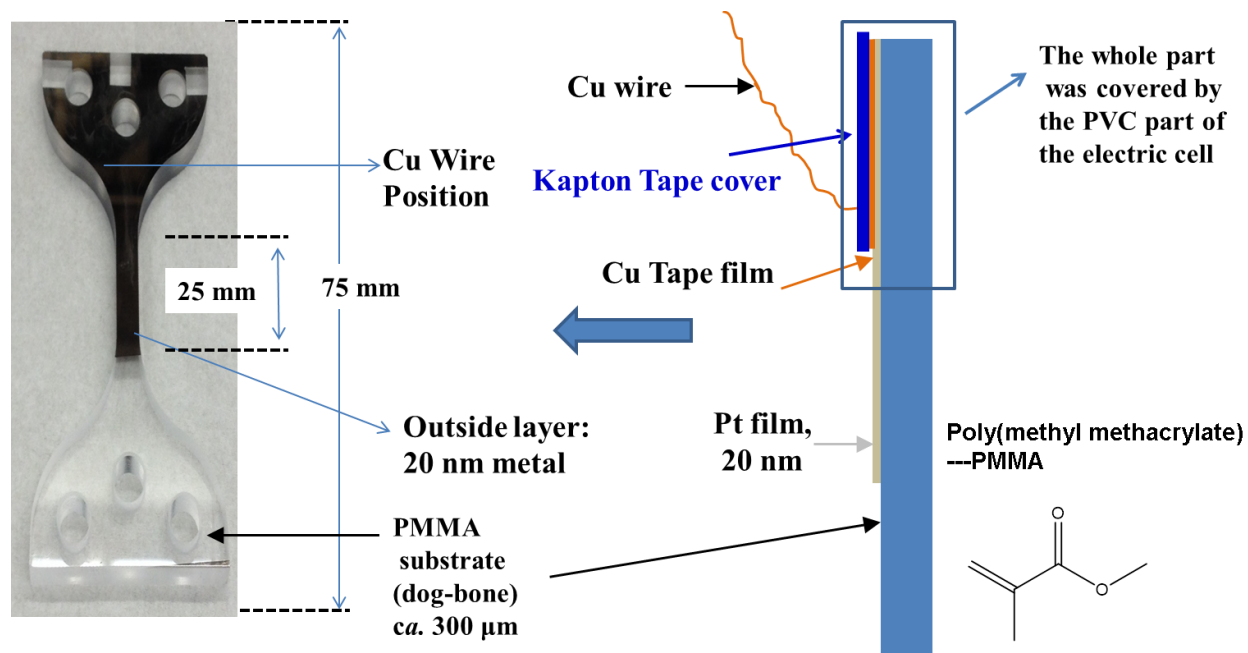 Cu Wire
Position
25 mm
75 mm
Outside layer:
20 nm metal
PMMA
substrate
(dog-bone)
ca. 300 μm
Cu wire
Kapton Tape cover
Cu Tape film
Pt film,
20 nm
The whole part
was covered by
the PVC part of
the electric cell
Poly(methyl methacrylate)
---PMMA
O
O